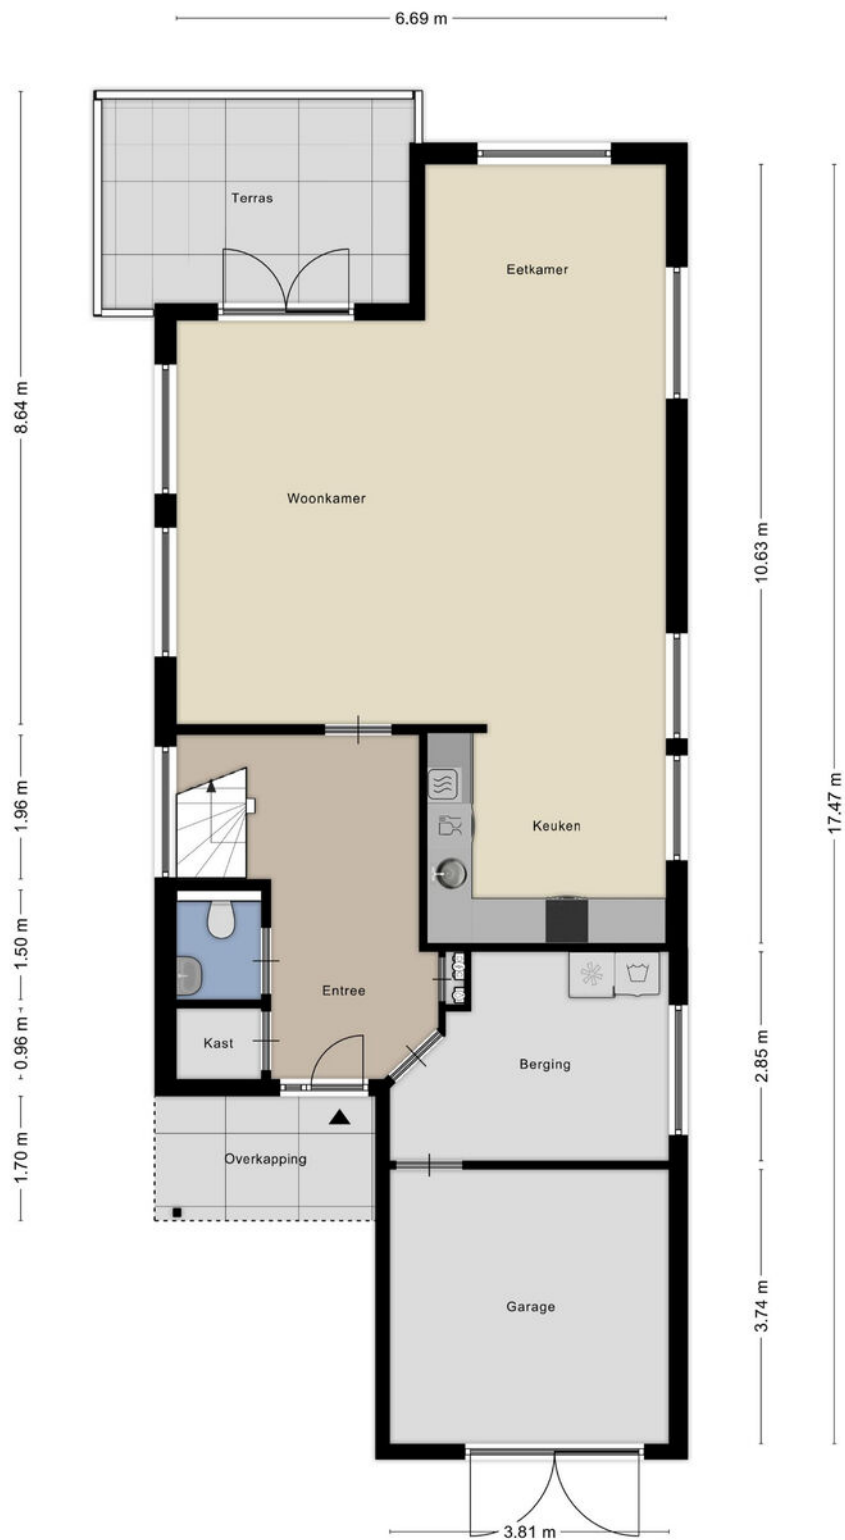 6.69 m
Terras
Eetkamer
8.64 m
Woonkamer
10.63 m
17.47 m
1.96 m
Keuken
1.50 m
Entree
0.96 m
Kast
Berging
2.85 m
1.70 m
Overkapping
Garage
3.74 m
3.81 m